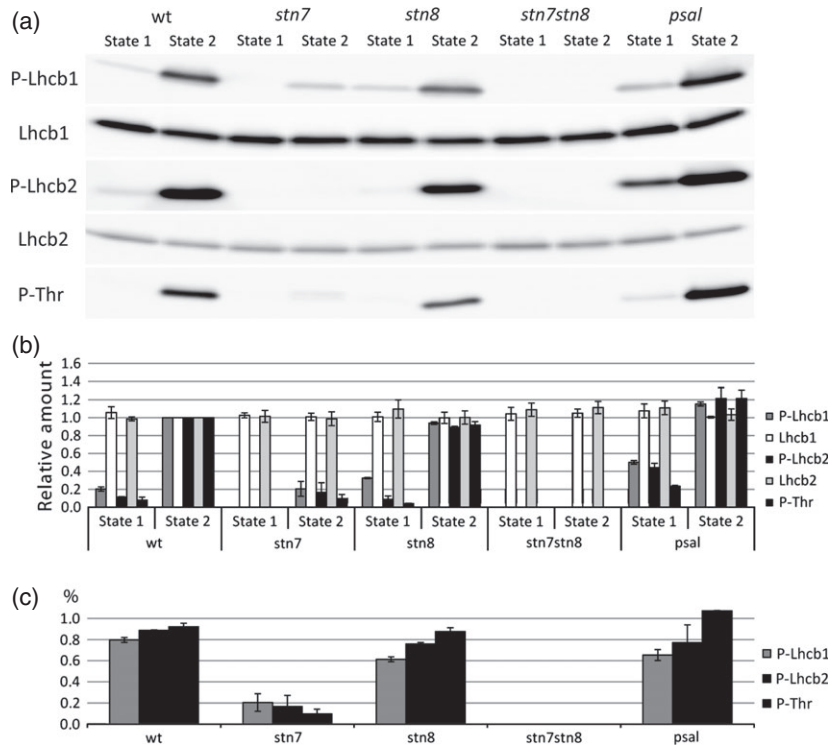 (a)
wt stn7 stn8 stn7stn8 psal
State 1 State 2 State 1 State 2 State 1 State 2 State 1 State 2 State 1 State 2
P-Lhcb1
Lhcb1
P-Lhcb2
Lhcb2
P-Thr
(b)
Relative amount
1.6
1.4
1.2
1.0
0.8
0.6
0.4
0.2
0.0
P-Lhcb1
Lhcb1
P-Lhcb2
Lhcb2
P-Thr
State 1 State 2 State 1 State 2 State 1 State 2 State 1 State 2 State 1 State 2
wt stn7 stn8 stn7stn8 psal
(c)
%
1.0
0.8
0.6
0.4
0.2
0.0
P-Lhcb1
P-Lhcb2
P-Thr
wt stn7 stn8 stn7stn8 psal